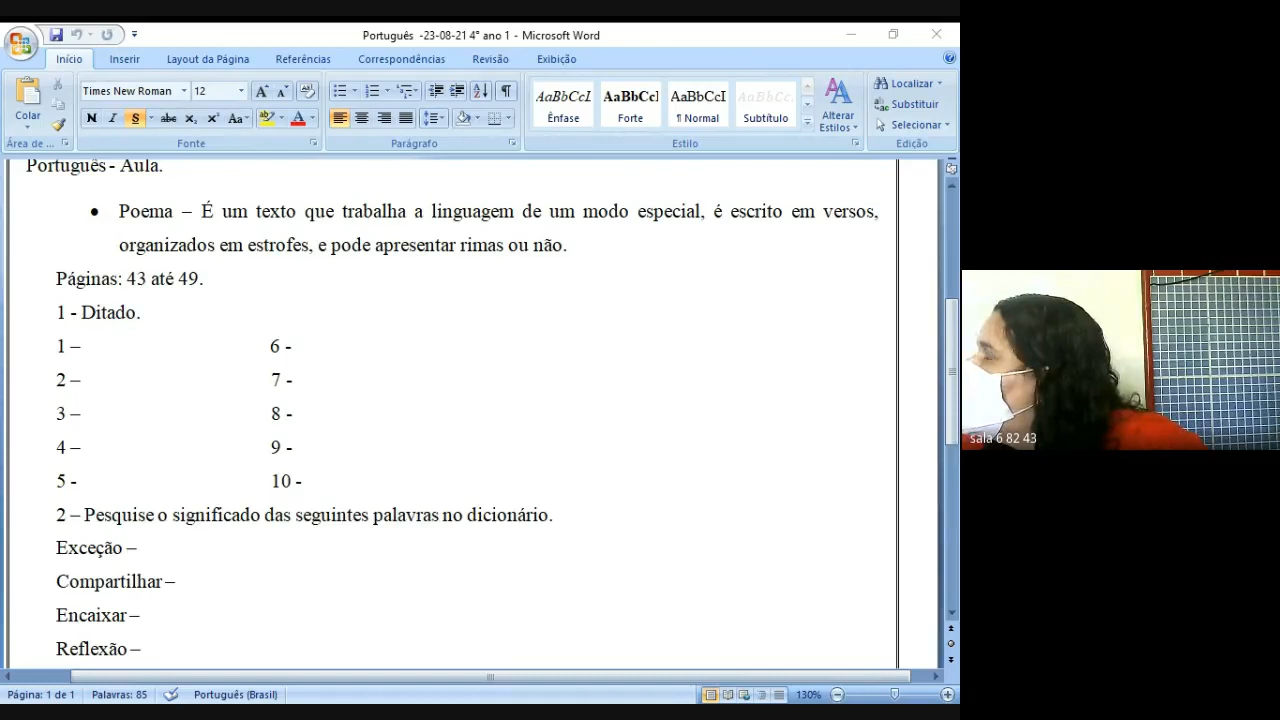 Português -23-08-21 4° ano 1 - Microsoft Word
Início Inserir Layout da Página Referências Correspondências Revisão Exibição
Colar
Times New Roman 12
N I S abc x₂ x² Aa
AaBbCcI AaBbCcI AaBbCcI AaBbCc.
Ênfase Forte ¶ Normal Subtítulo
Alterar Estilos
Localizar
Substituir
Selecionar
Área de ... Fonte Parágrafo Estilo Edição
Português - Aula.
• Poema – É um texto que trabalha a linguagem de um modo especial, é escrito em versos,
organizados em estrofes, e pode apresentar rimas ou não.
Páginas: 43 até 49.
1 - Ditado.
1 – 6 -
2 – 7 -
3 – 8 -
4 – 9 -
5 - 10 -
2 – Pesquise o significado das seguintes palavras no dicionário.
Exceção –
Compartilhar –
Encaixar –
Reflexão –
Página: 1 de 1 Palavras: 85 Português (Brasil) 130%
sala 6 82 43